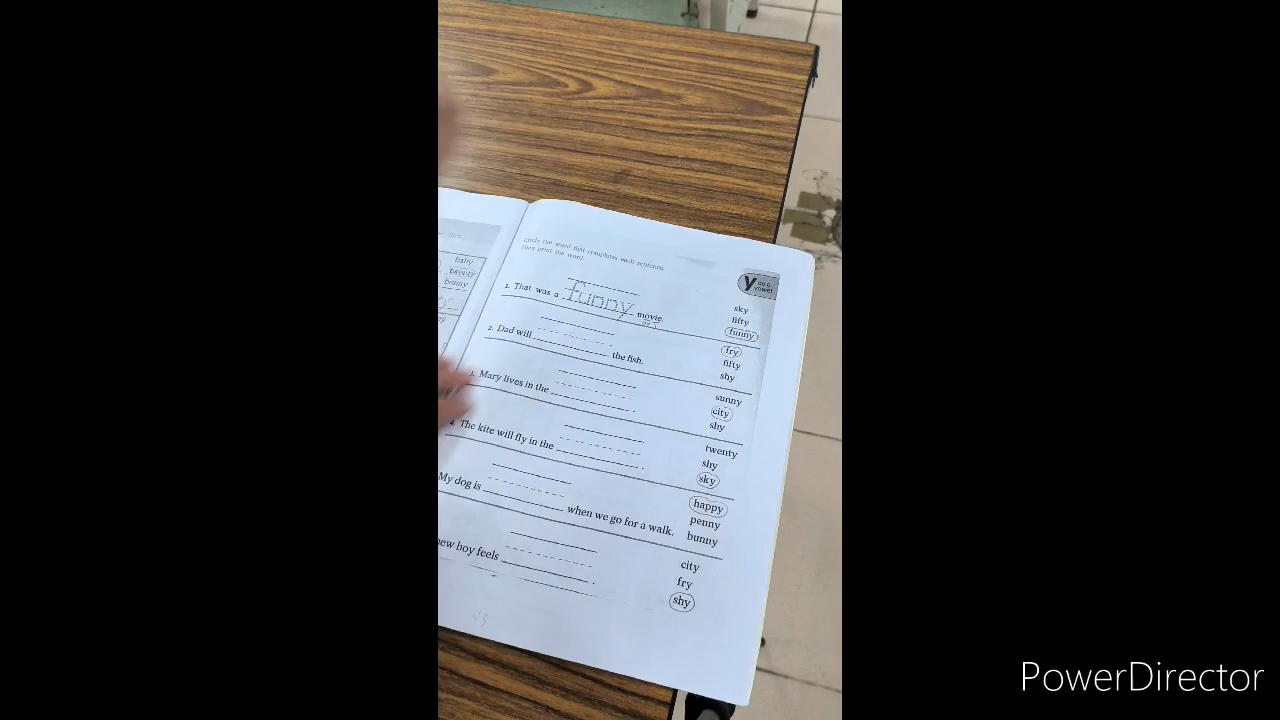 then.
baby
twenty
bunny
Circle the word that completes each sentence.
Then print the word.
y as a vowel
1. That was a funny movie.
sky
fifty
funny
2. Dad will the fish.
fry
fifty
shy
3. Mary lives in the .
sunny
city
shy
4. The kite will fly in the .
twenty
shy
sky
My dog is when we go for a walk.
happy
penny
bunny
new boy feels .
city
fry
shy
43
PowerDirector